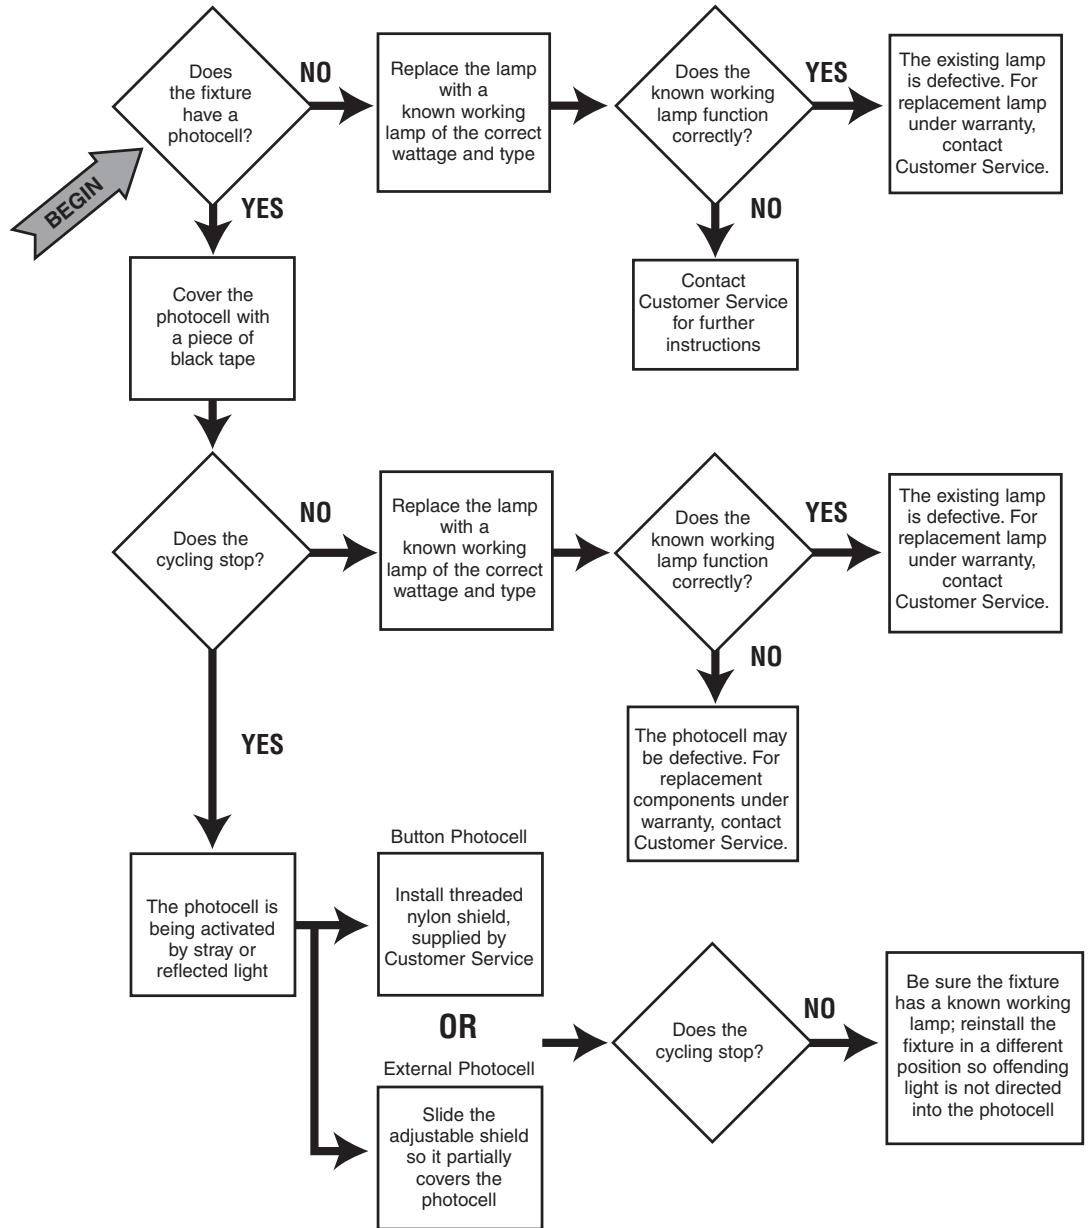 BEGIN
Does
the fixture
have a
photocell?
NO
Replace the lamp
with a
known working
lamp of the correct
wattage and type
Does the
known working
lamp function
correctly?
YES
The existing lamp
is defective. For
replacement lamp
under warranty,
contact
Customer Service.
NO
Contact
Customer Service
for further
instructions
YES
Cover the
photocell with
a piece of
black tape
Does the
cycling stop?
NO
Replace the lamp
with a
known working
lamp of the correct
wattage and type
Does the
known working
lamp function
correctly?
YES
The existing lamp
is defective. For
replacement lamp
under warranty,
contact
Customer Service.
NO
The photocell may
be defective. For
replacement
components under
warranty, contact
Customer Service.
YES
The photocell is
being activated
by stray or
reflected light
Button Photocell
Install threaded
nylon shield,
supplied by
Customer Service
OR
External Photocell
Slide the
adjustable shield
so it partially
covers the
photocell
Does the
cycling stop?
NO
Be sure the fixture
has a known working
lamp; reinstall the
fixture in a different
position so offending
light is not directed
into the photocell